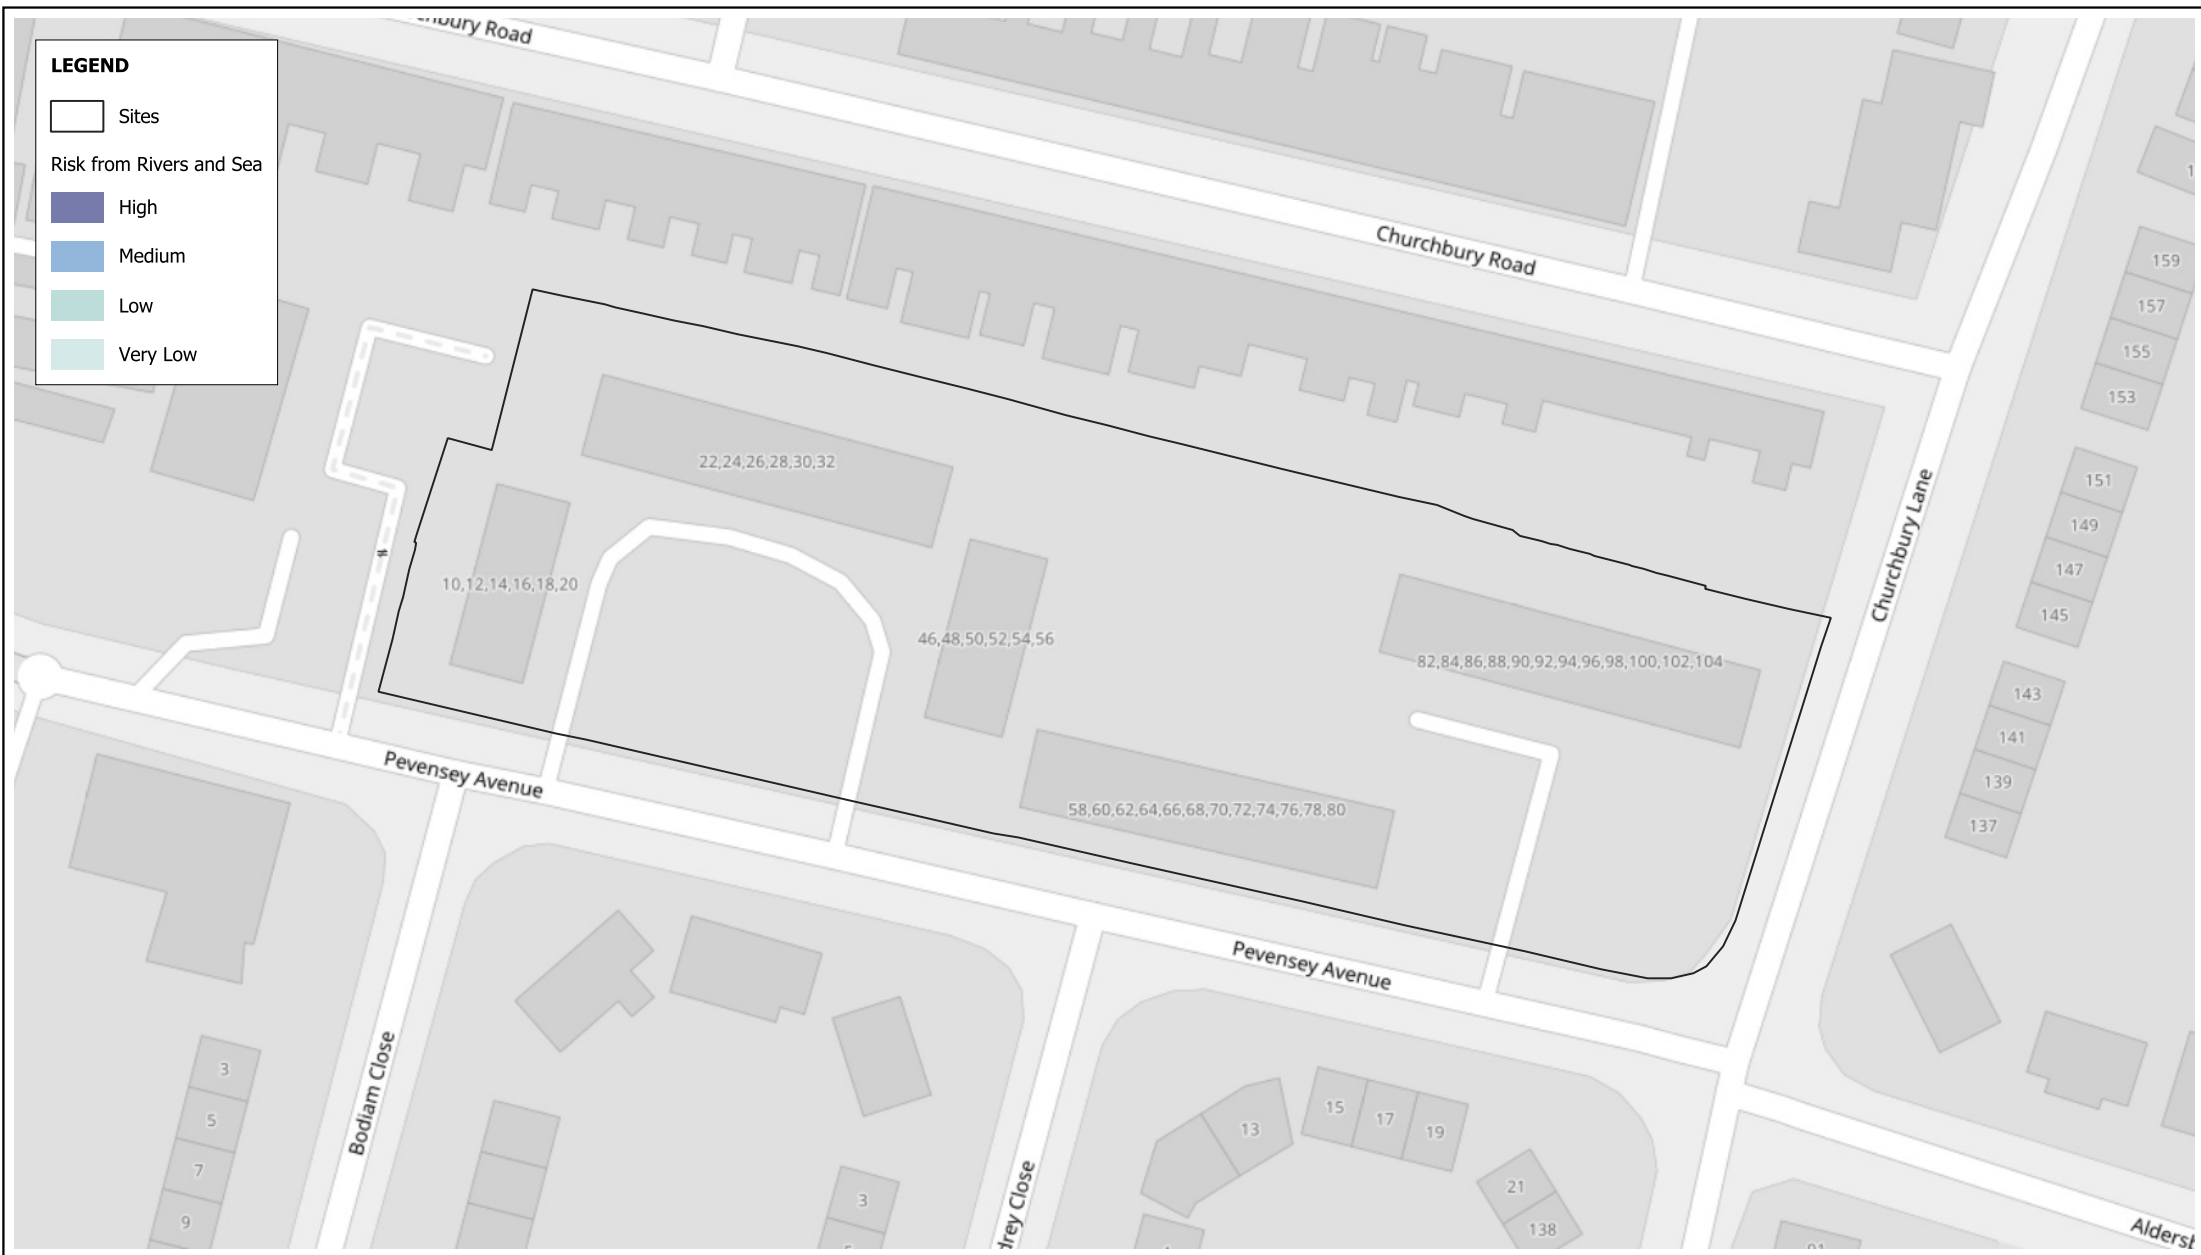 LEGEND
Sites
Risk from Rivers and Sea
High
Medium
Low
Very Low
Road
Churchbury Road
Churchbury Lane
159
157
155
153
151
149
147
145
143
141
139
137
22,24,26,28,30,32
10,12,14,16,18,20
46,48,50,52,54,56
82,84,86,88,90,92,94,96,98,100,102,104
58,60,62,64,66,68,70,72,74,76,78,80
Pevensey Avenue
Pevensey Avenue
Bodiam Close
3
5
7
9
3
drey Close
13
15
17
19
21
138